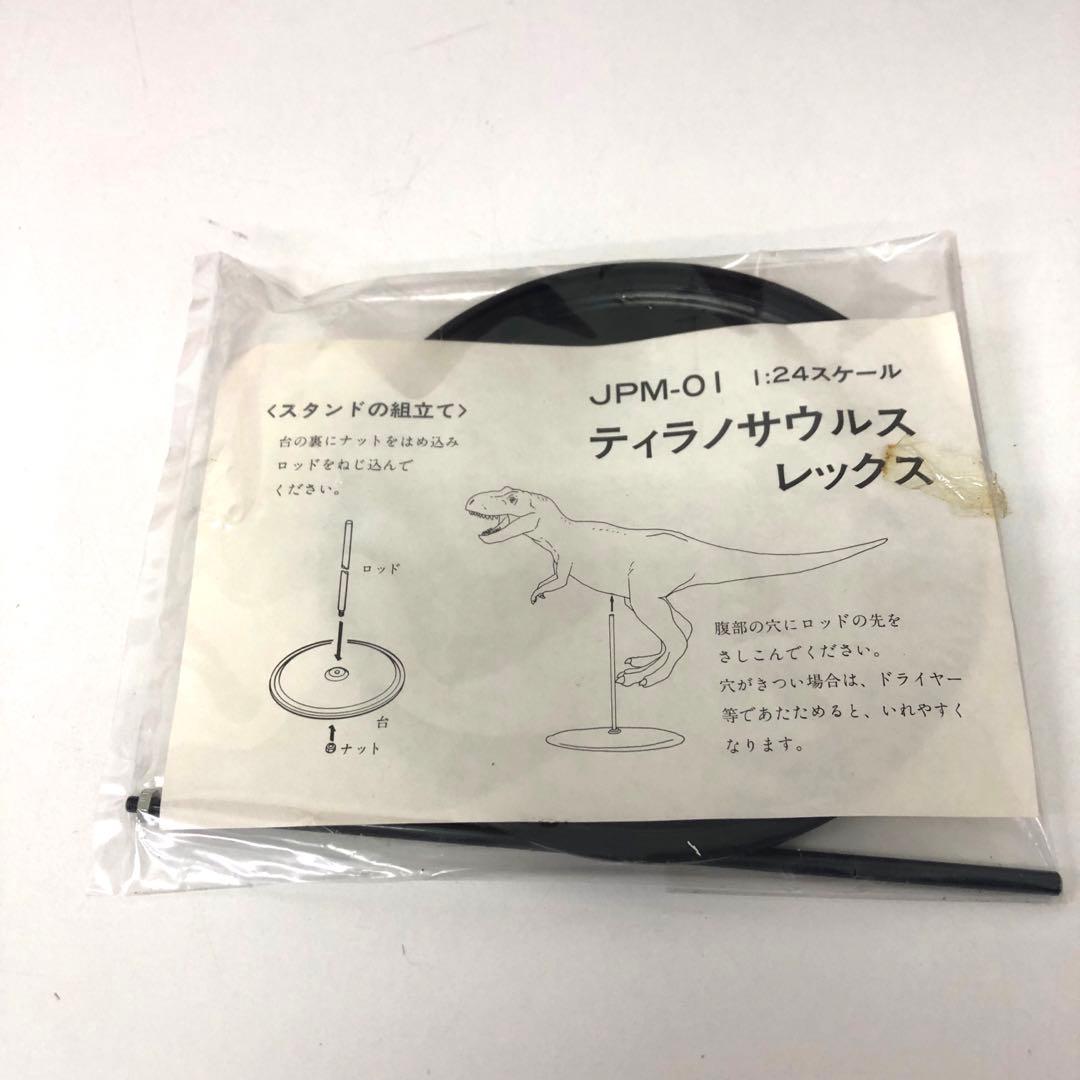 JPM-01 1:24スケール
ティラノサウルス
レックス
〈スタンドの組立て〉
台の裏にナットをはめ込み
ロッドをねじ込んで
ください。
ロッド
台
ナット
腹部の穴にロッドの先を
さしこんでください。
穴がきつい場合は、ドライヤー
等であたためると、いれやすく
なります。